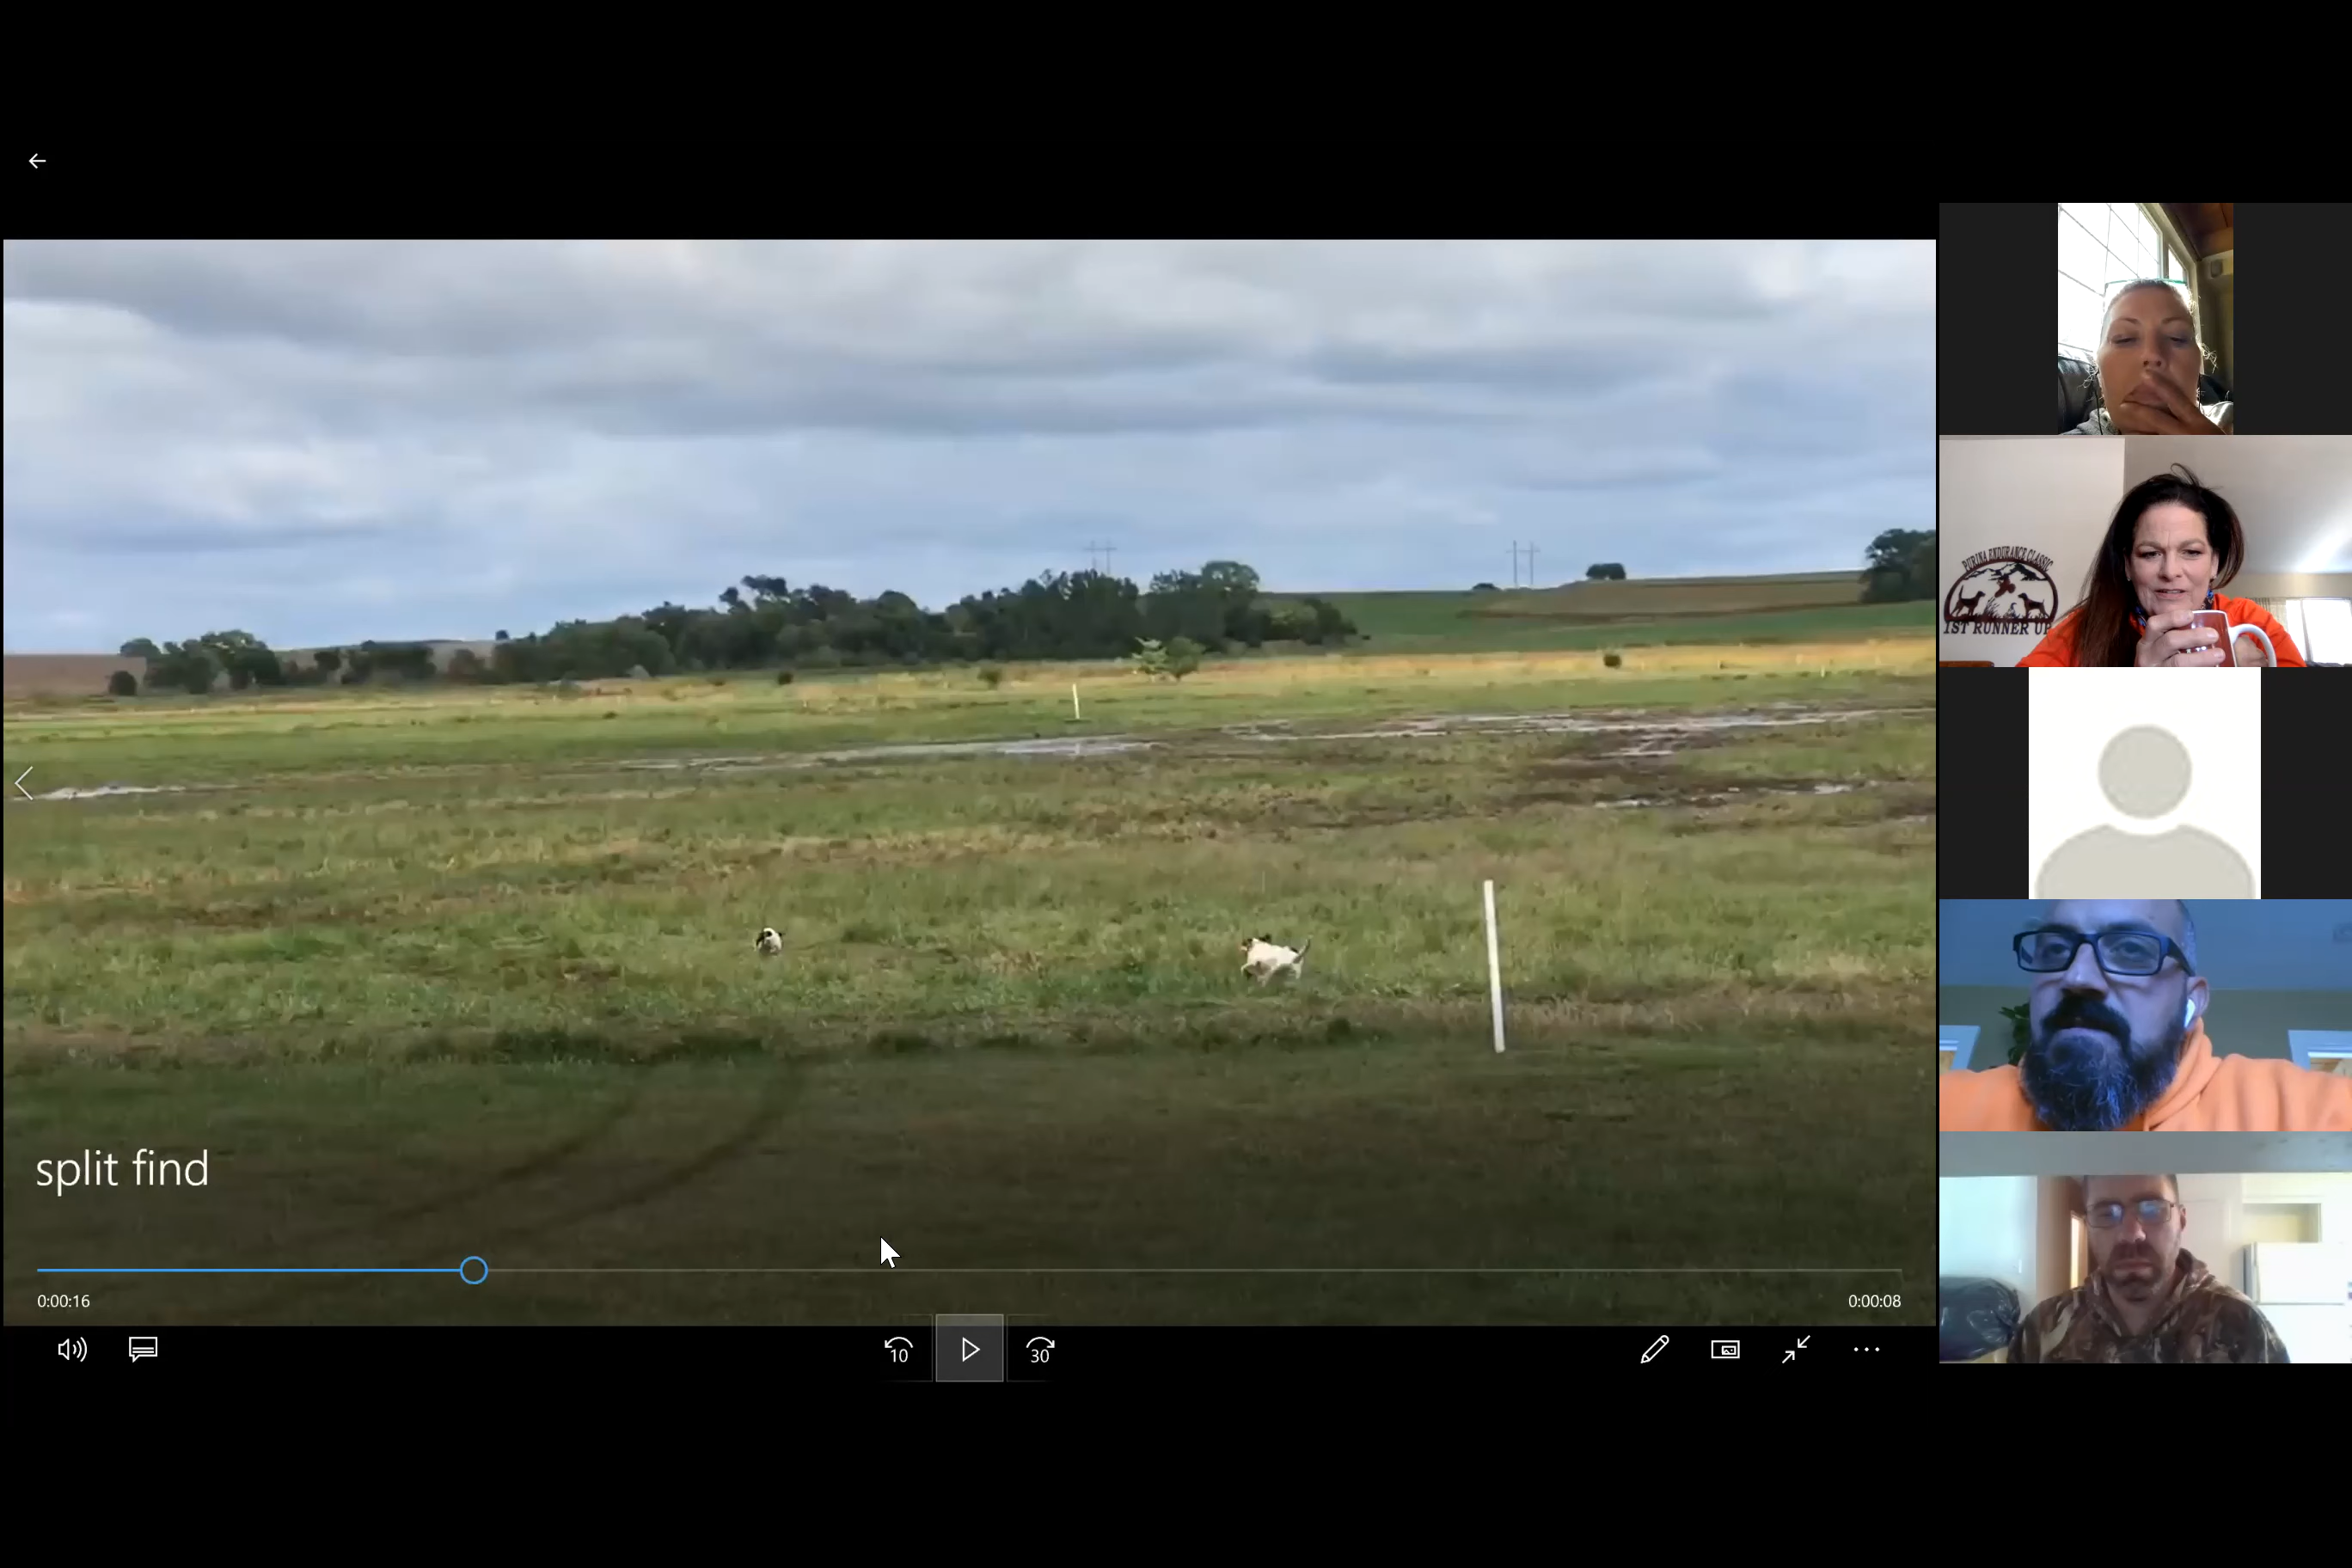 PURINA ENDURANCE CLASSIC
1ST RUNNER UP
split find
0:00:16
0:00:08
10
30